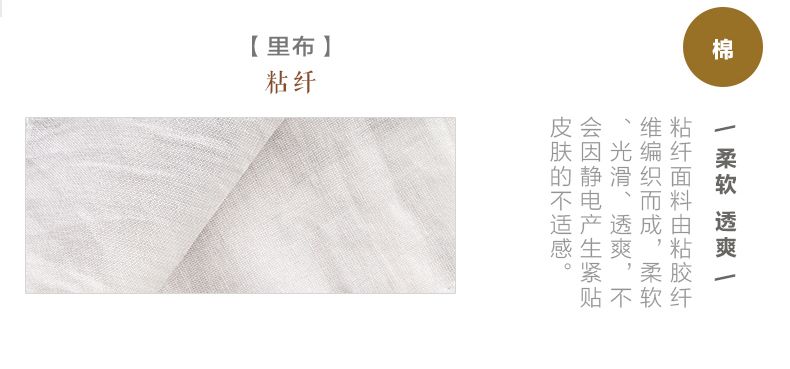 【里布】
粘纤
棉
/ 柔软 透爽 /
粘纤面料由粘胶纤
维编织而成，柔软
、光滑、透爽，不
会因静电产生紧贴
皮肤的不适感。